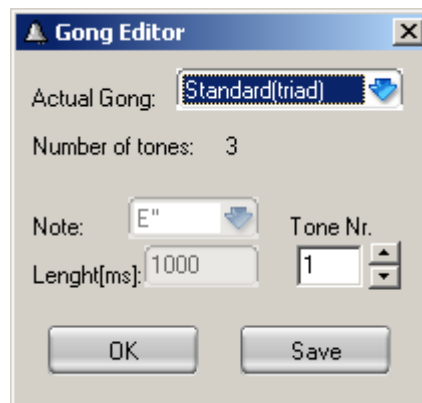 Gong Editor
Actual Gong: Standard(triad)
Number of tones: 3
Note: E" Tone Nr.
Lenght[ms]: 1000 1
OK Save